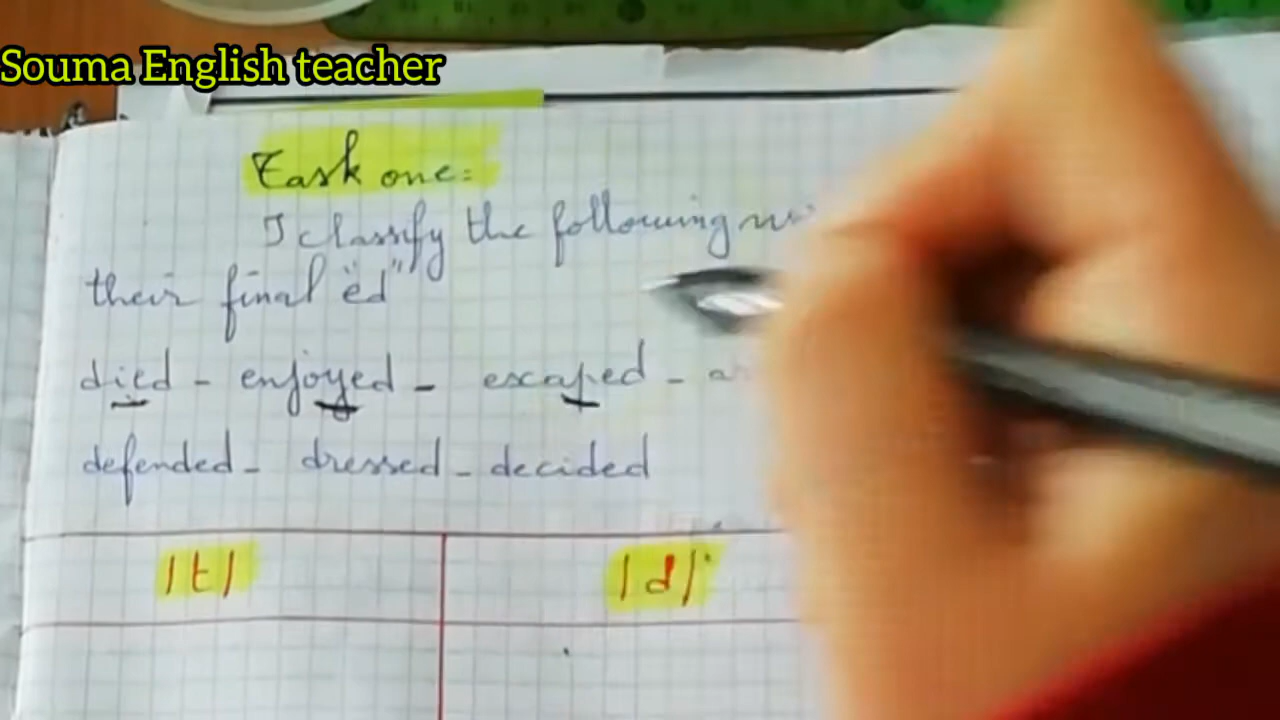 Souma English teacher
Task one:
I classify the following
their final "ed"
died - enjoyed - escaped -
defended - dressed - decided
/t/ /d/